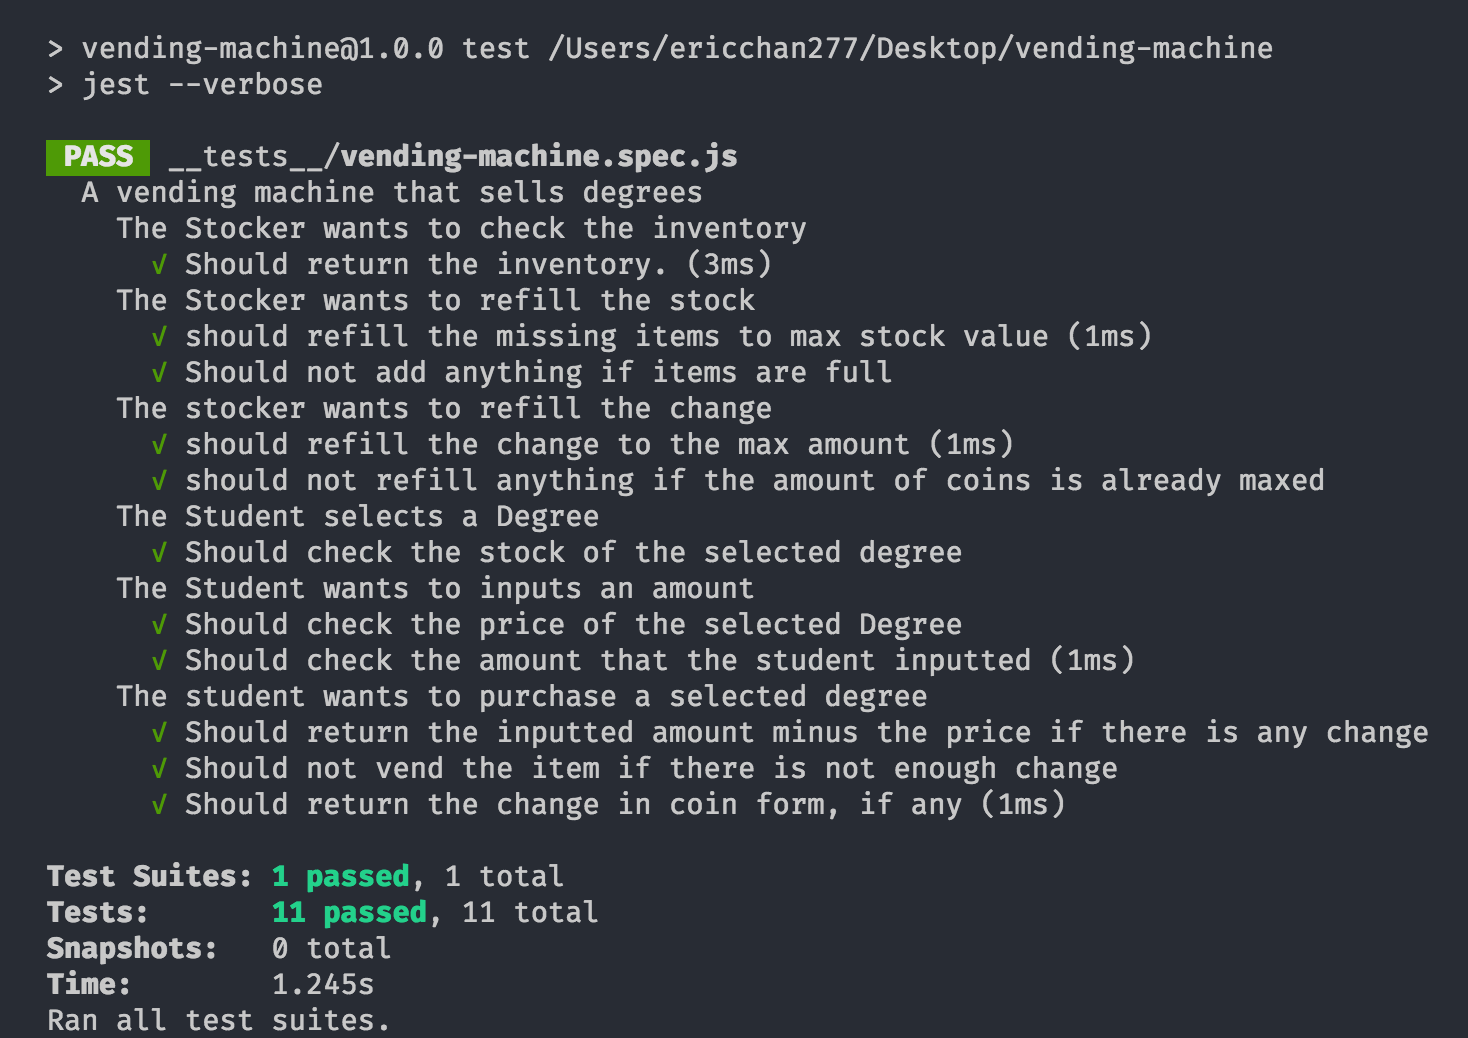 > vending-machine@1.0.0 test /Users/ericchan277/Desktop/vending-machine
> jest --verbose
PASS __tests__/vending-machine.spec.js
A vending machine that sells degrees
The Stocker wants to check the inventory
√ Should return the inventory. (3ms)
The Stocker wants to refill the stock
√ should refill the missing items to max stock value (1ms)
√ Should not add anything if items are full
The stocker wants to refill the change
√ should refill the change to the max amount (1ms)
√ should not refill anything if the amount of coins is already maxed
The Student selects a Degree
√ Should check the stock of the selected degree
The Student wants to inputs an amount
√ Should check the price of the selected Degree
√ Should check the amount that the student inputted (1ms)
The student wants to purchase a selected degree
√ Should return the inputted amount minus the price if there is any change
√ Should not vend the item if there is not enough change
√ Should return the change in coin form, if any (1ms)
Test Suites: 1 passed, 1 total
Tests: 11 passed, 11 total
Snapshots: 0 total
Time: 1.245s
Ran all test suites.